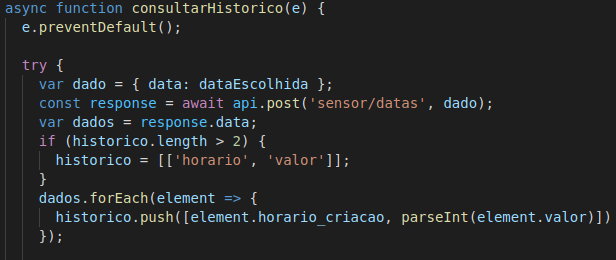 async function consultarHistorico(e) {
e.preventDefault();
try {
var dado = { data: dataEscolhida };
const response = await api.post('sensor/datas', dado);
var dados = response.data;
if (historico.length > 2) {
historico = [['horario', 'valor']];
}
dados.forEach(element => {
historico.push([element.horario_criacao, parseInt(element.valor)])
});